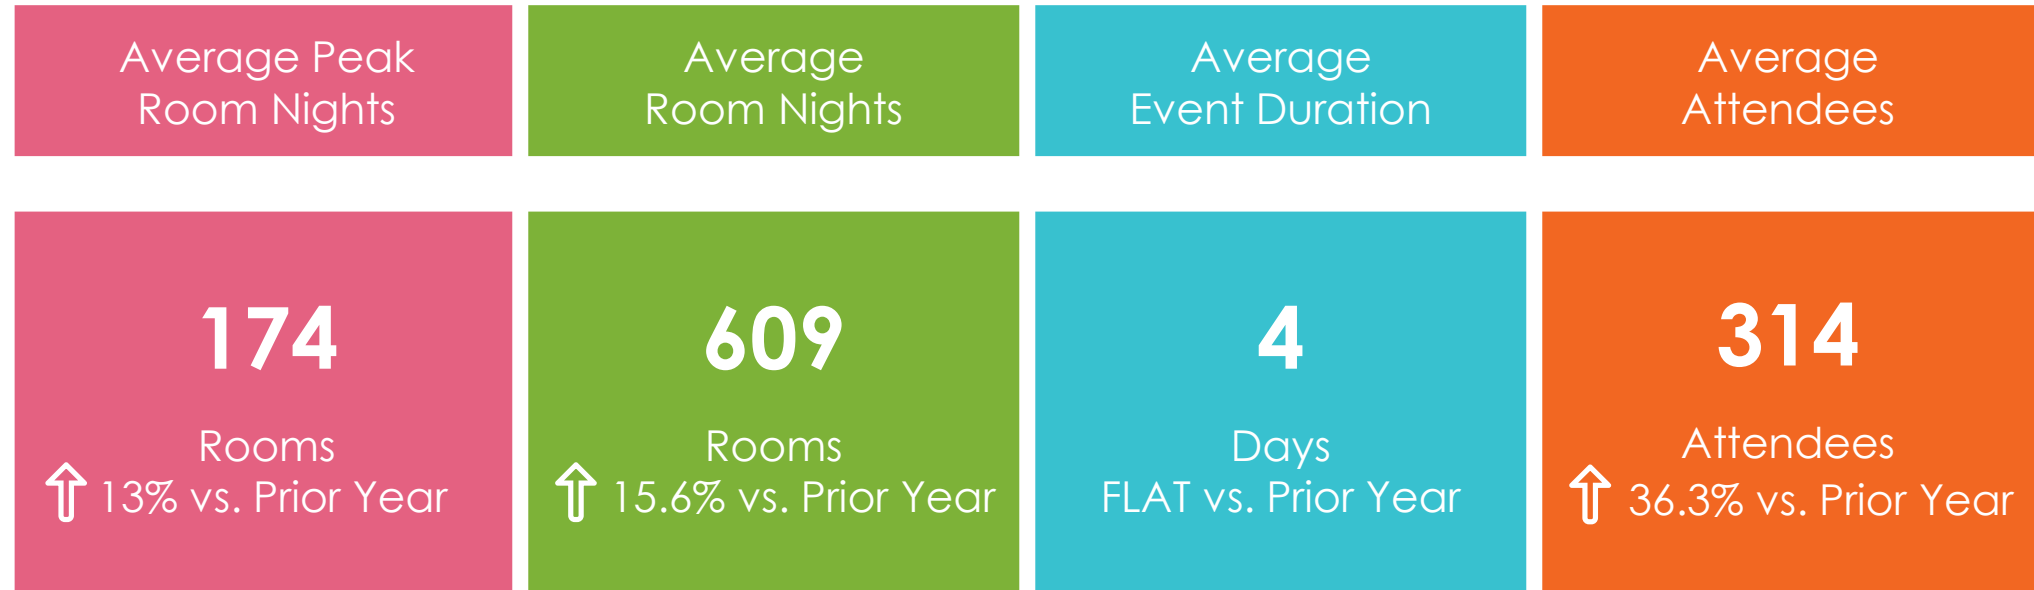 Average Peak
Room Nights
Average
Room Nights
Average
Event Duration
Average
Attendees
174
Rooms
13% vs. Prior Year
609
Rooms
15.6% vs. Prior Year
4
Days
FLAT vs. Prior Year
314
Attendees
36.3% vs. Prior Year